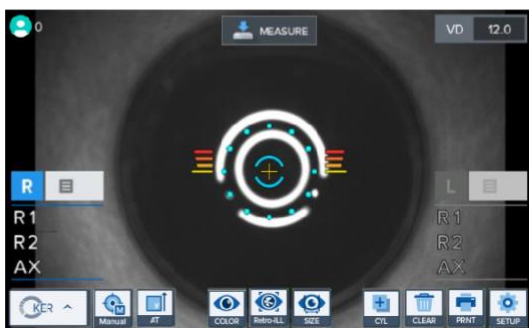 0
MEASURE
VD 12.0
R
L
R1
R2
AX
R1
R2
AX
KER
Manual
AT
COLOR
Retro-iLL
SIZE
CYL
CLEAR
PRNT
SETUP